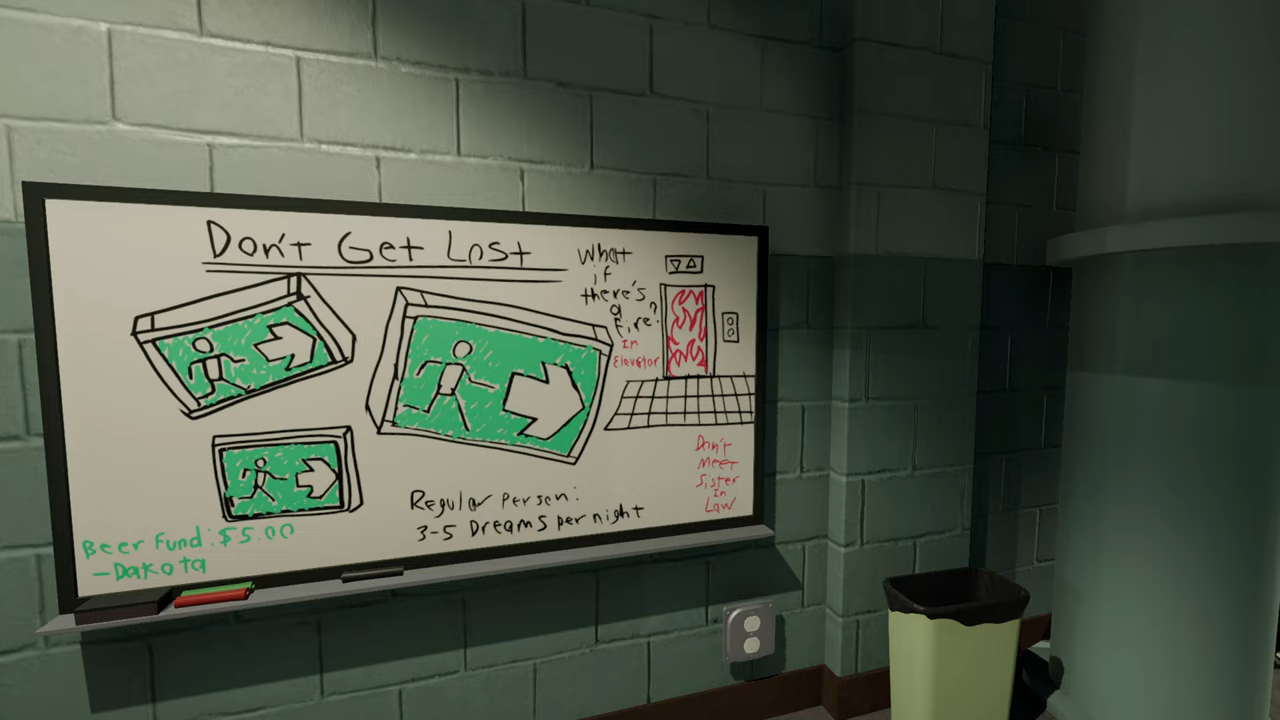 Don't Get Lost
What
if
there's
a
Fire?
In
Elevator
Don't
Meet
Sister
In
Law
Regular Person:
3-5 Dreams per night
Beer Fund: $5.00
-Dakota